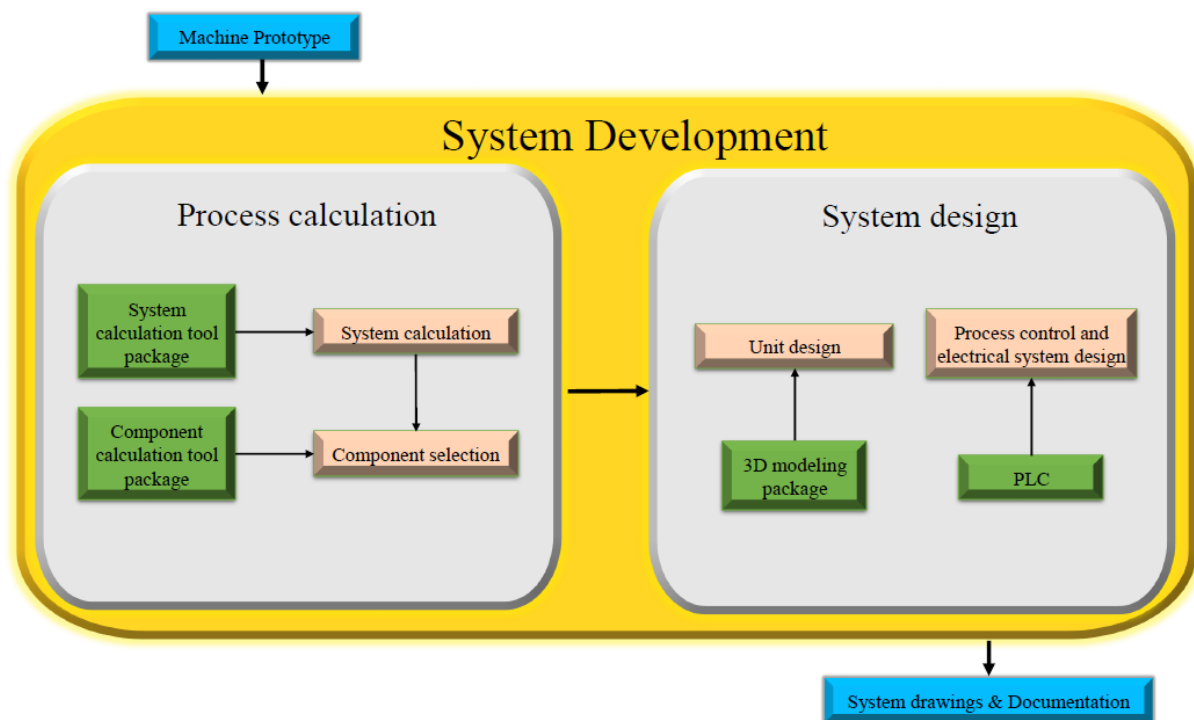 Machine Prototype
System Development
Process calculation
System
calculation tool
package
System calculation
Component
calculation tool
package
Component selection
System design
Unit design
Process control and
electrical system design
3D modeling
package
PLC
System drawings & Documentation